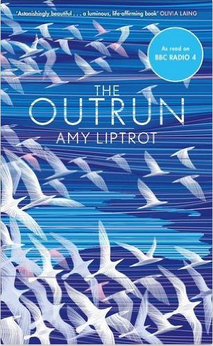 'Astonishingly beautiful . . . a luminous, life-affirming book' OLIVIA LAING
As read on
BBC RADIO 4
THE
OUTRUN
AMY LIPTROT